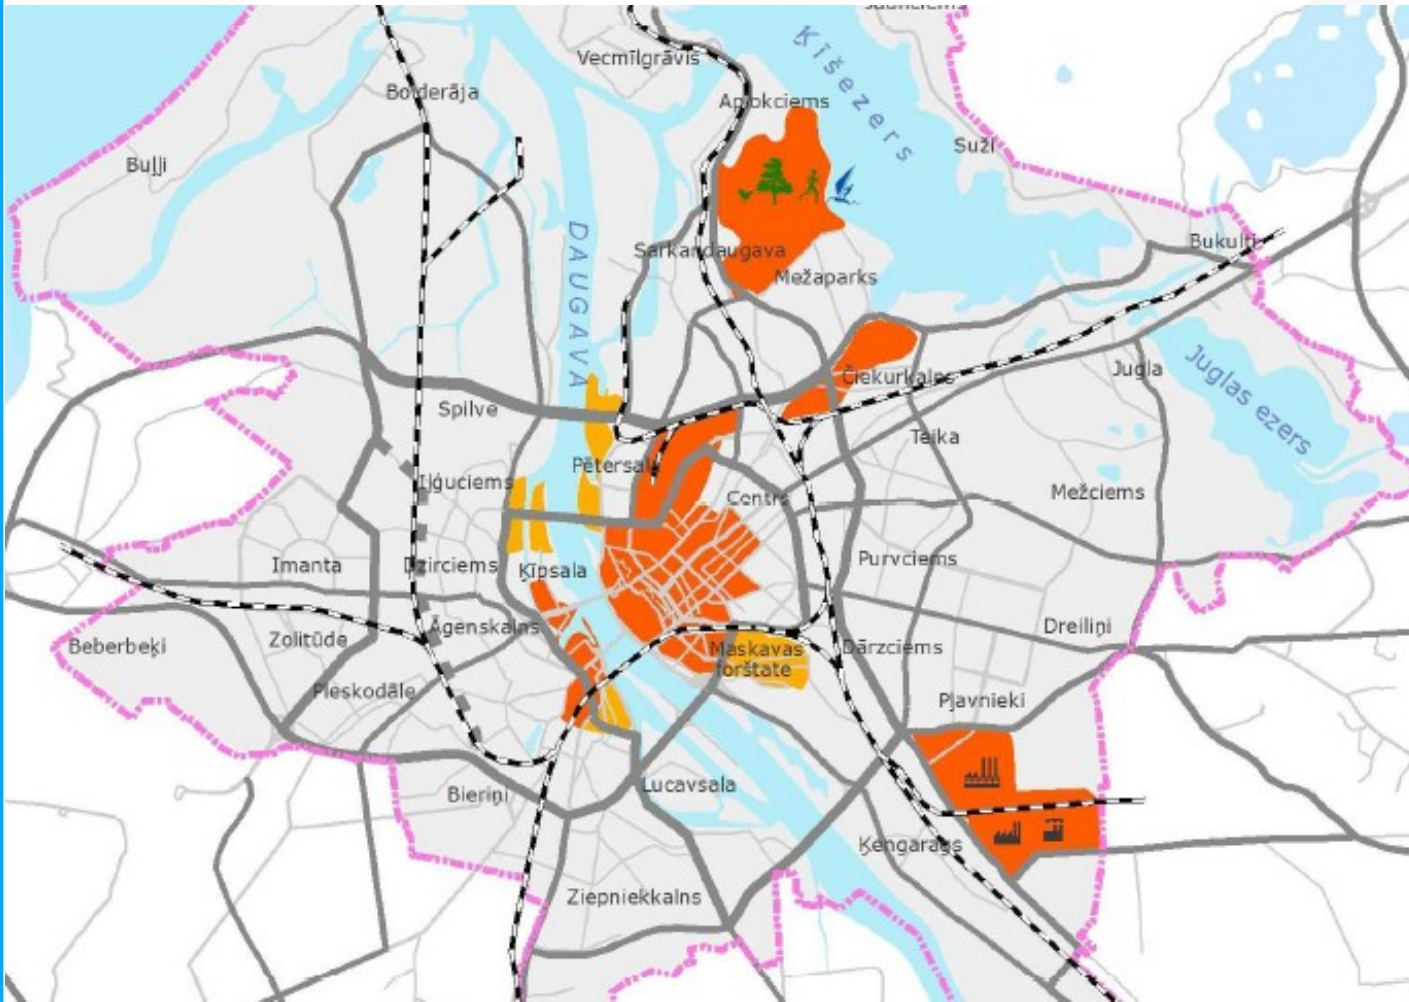 Vecmīlgrāvis
Ķīšezers
Bolderāja
Apiņķciems
Suži
Buļļi
DAUGAVA
Sarkandaugava
Bukulti
Mežaparks
Juglas ezers
Čiekurkalns
Jugla
Spilve
Teika
Pētersala
Iļģuciems
Centrs
Mežciems
Imanta
Dzirciems
Ķīpsala
Purvciems
Āgenskalns
Dreiliņi
Beberbeķi
Zolitūde
Maskavas
forštate
Dārzciems
Pleskodāle
Pļavnieki
Bieriņi
Lucavsala
Ķengarags
Ziepniekkalns